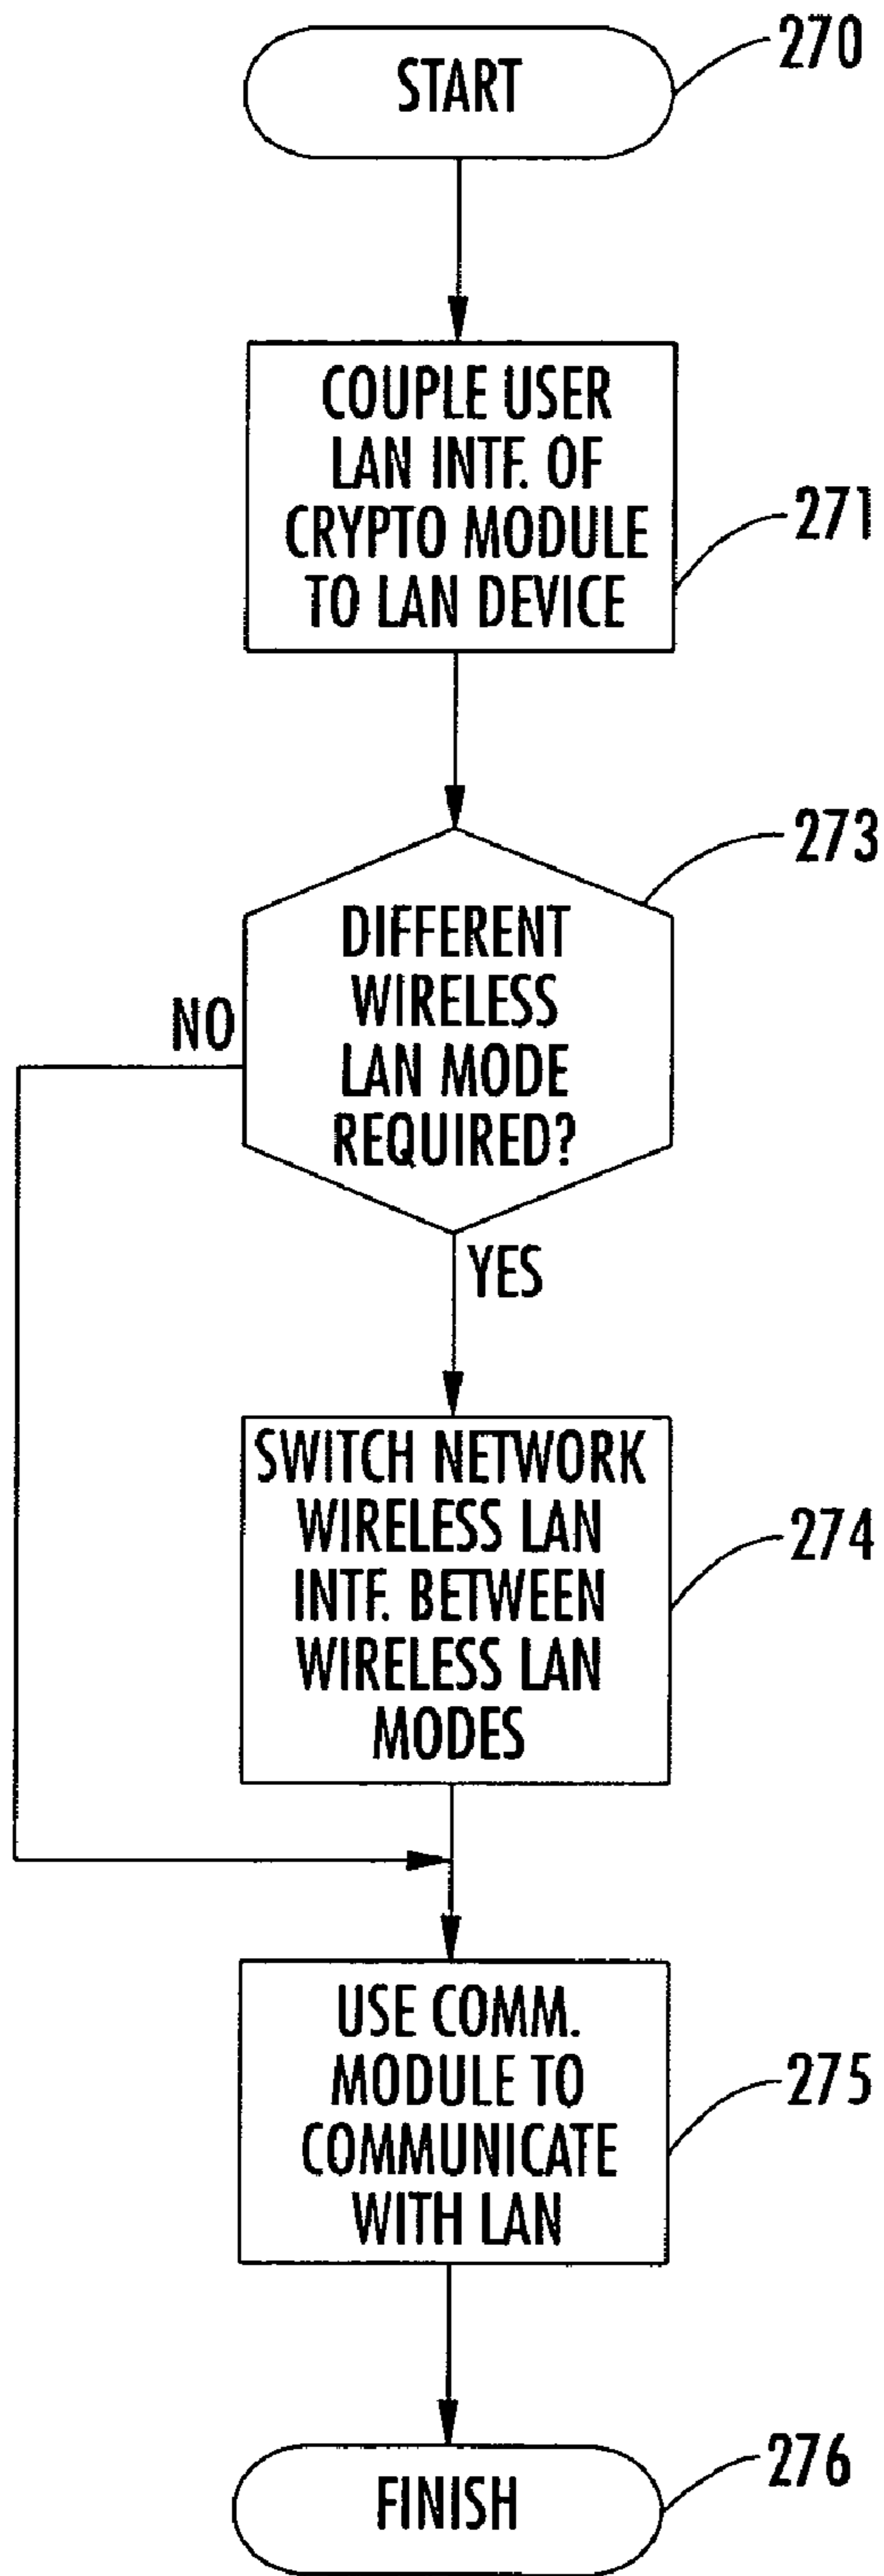 START
270
COUPLE USER
LAN INTF. OF
CRYPTO MODULE
TO LAN DEVICE
271
273
DIFFERENT
WIRELESS
LAN MODE
REQUIRED?
NO
YES
SWITCH NETWORK
WIRELESS LAN
INTF. BETWEEN
WIRELESS LAN
MODES
274
USE COMM.
MODULE TO
COMMUNICATE
WITH LAN
275
FINISH
276